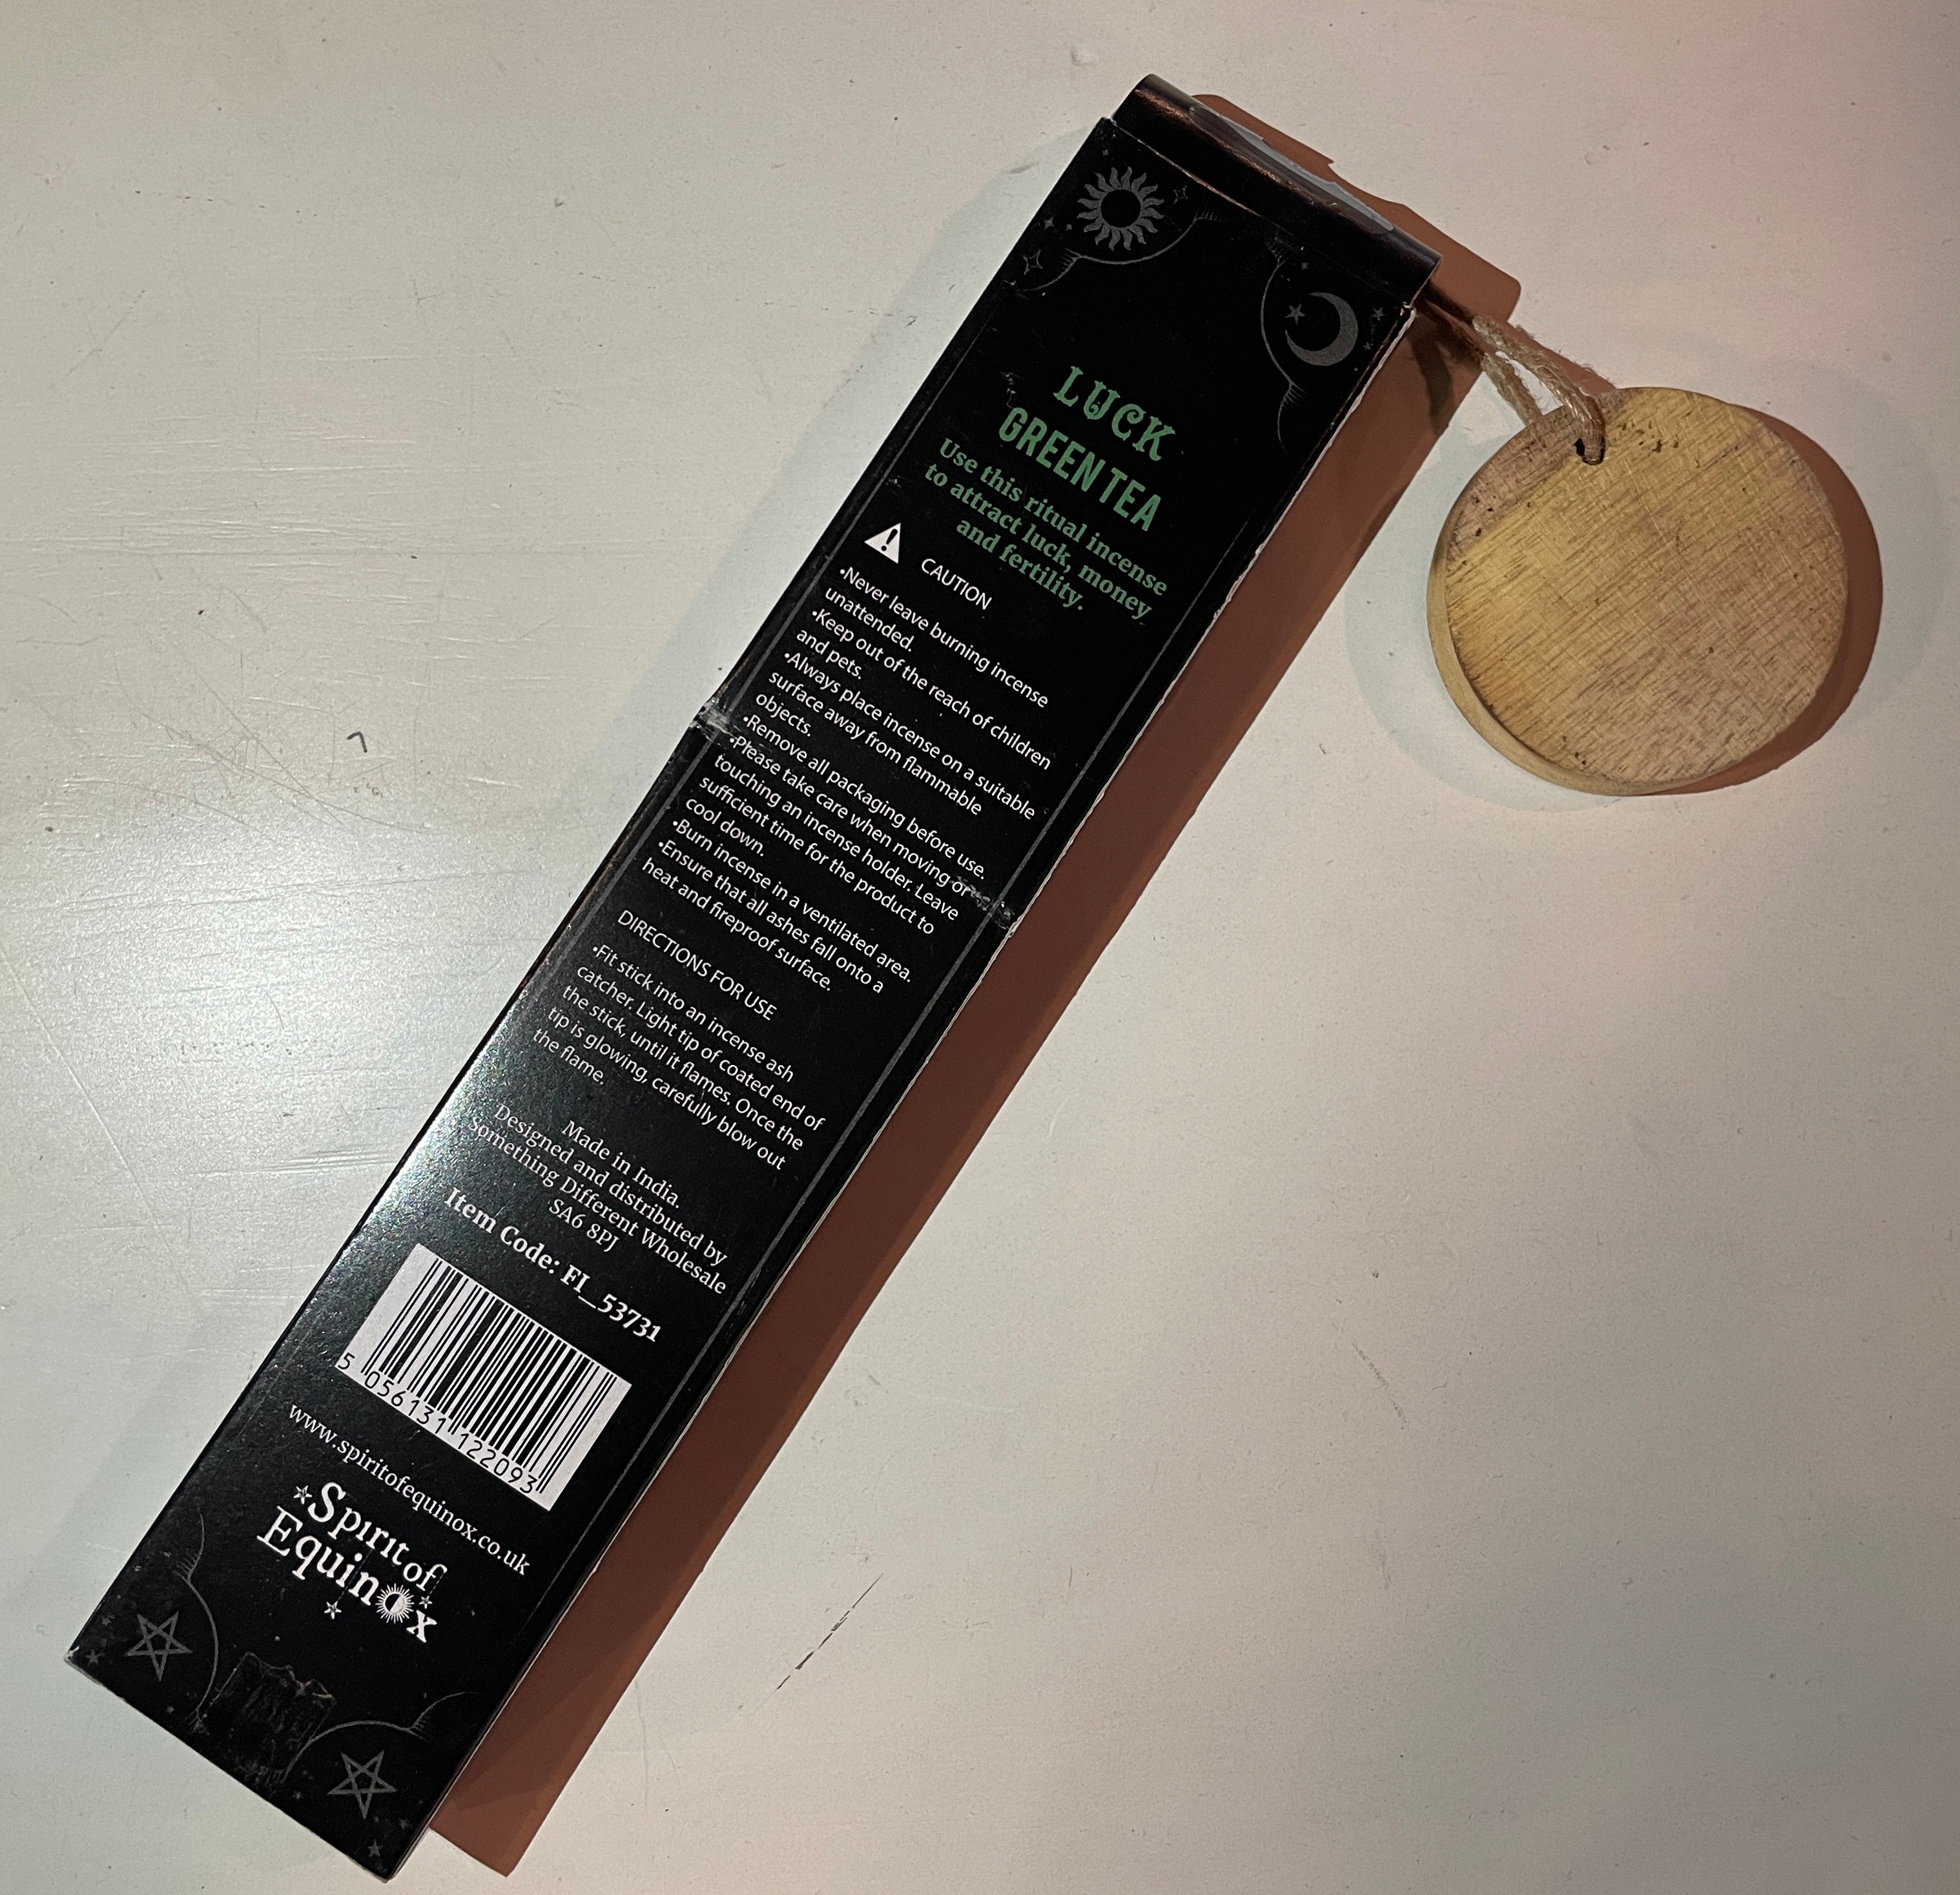 LUCK
GREEN TEA
Use this ritual incense
to attract luck, money
and fertility.
CAUTION
•Never leave burning incense
unattended.
•Keep out of the reach of children
and pets.
•Always place incense on a suitable
surface away from flammable
objects.
•Remove all packaging before use.
•Please take care when moving or
touching an incense holder. Leave
sufficient time for the product to
cool down.
•Burn incense in a ventilated area.
•Ensure that all ashes fall onto a
heat and fireproof surface.
DIRECTIONS FOR USE
•Fit stick into an incense ash
catcher. Light tip of coated end of
the stick, until it flames. Once the
tip is glowing, carefully blow out
the flame.
Made in India.
Designed and distributed by
Something Different Wholesale
SA6 8PJ
Item Code: FI_53731
5 056131 122093
www.spiritofequinox.co.uk
Spirit of
Equinox